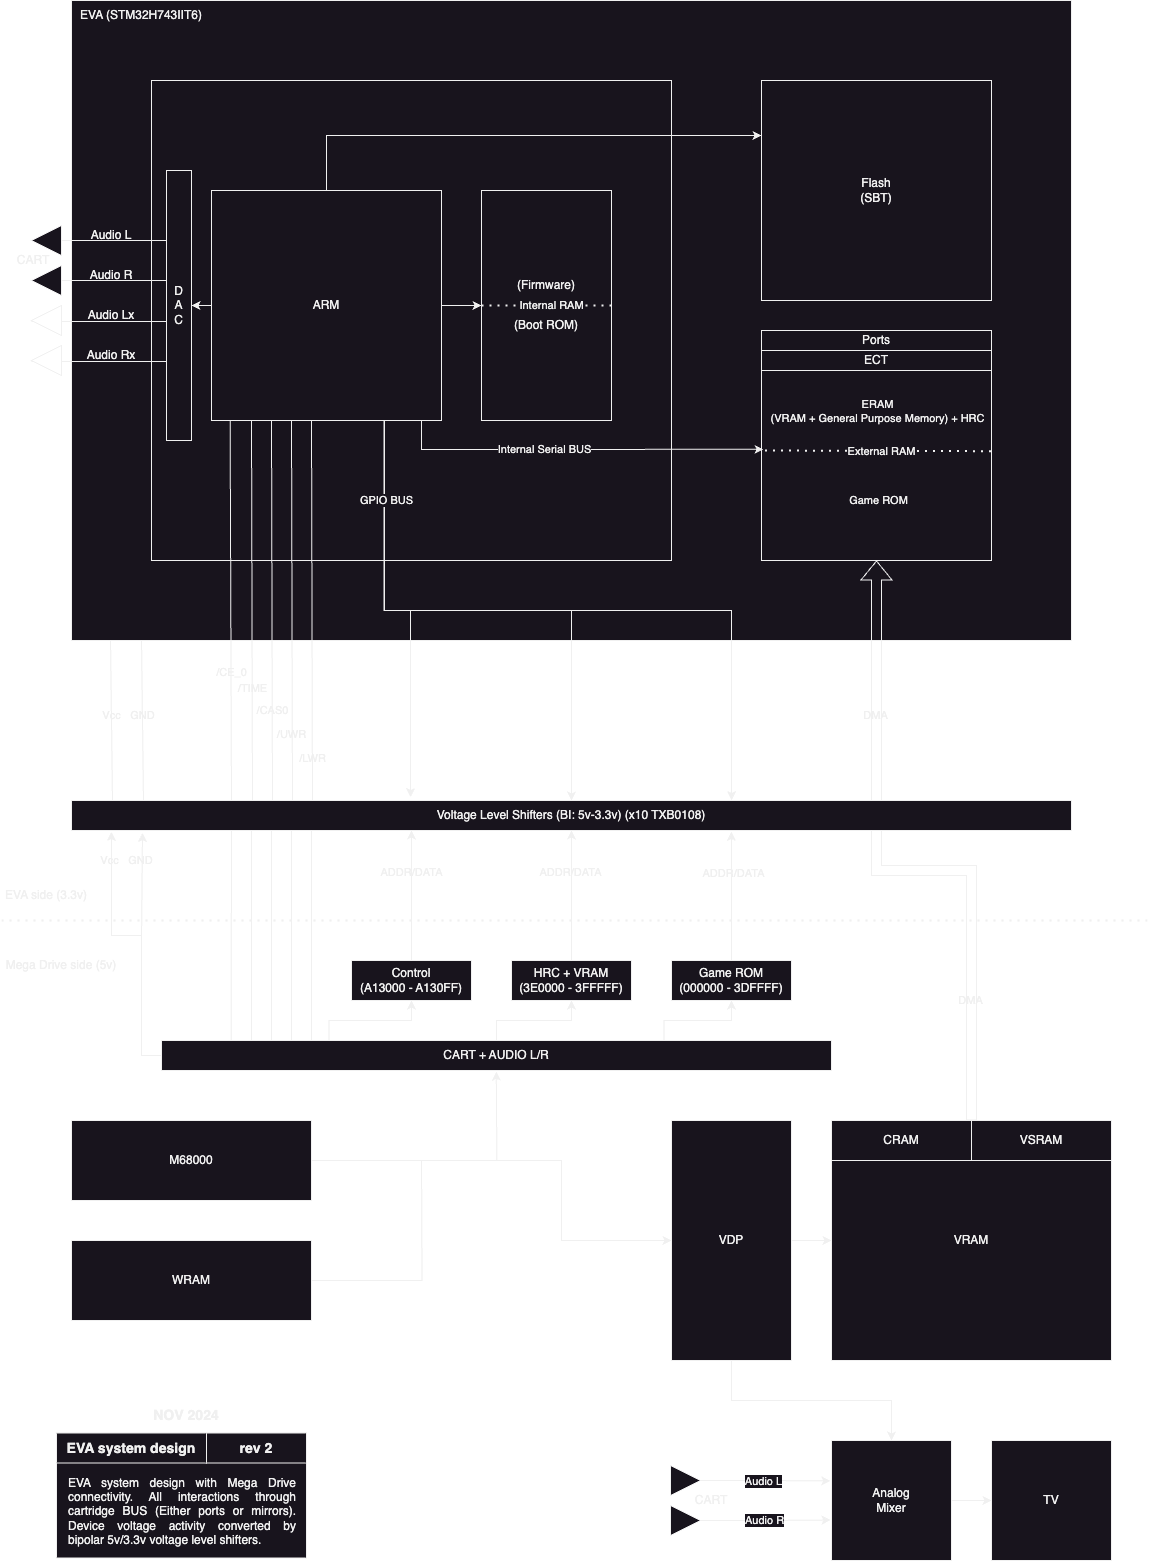 EVA (STM32H743IIT6)
Flash
(SBT)
Audio L
CART
Audio R
D
A
C
ARM
(Firmware)
Internal RAM
(Boot ROM)
Audio Lx
Audio Rx
Ports
ECT
ERAM
(VRAM + General Purpose Memory) + HRC
Internal Serial BUS
External RAM
GPIO BUS
Game ROM
/CE_0
/TIME
/CAS0
/UWR
/LWR
Vcc
GND
DMA
Voltage Level Shifters (BI: 5v-3.3v) (x10 TXB0108)
Vcc
GND
ADDR/DATA
ADDR/DATA
ADDR/DATA
EVA side (3.3v)
Mega Drive side (5v)
Control
(A13000 - A130FF)
HRC + VRAM
(3E0000 - 3FFFFF)
Game ROM
(000000 - 3DFFFF)
DMA
CART + AUDIO L/R
M68000
CRAM
VSRAM
WRAM
VDP
VRAM
NOV 2024
EVA system design
rev 2
EVA system design with Mega Drive
connectivity. All interactions through
cartridge BUS (Either ports or mirrors).
Device voltage activity converted by
bipolar 5v/3.3v voltage level shifters.
Audio L
CART
Audio R
Analog
Mixer
TV